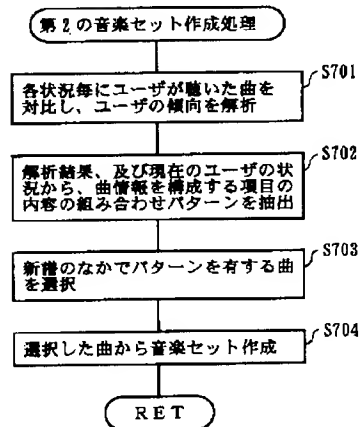 第2の音楽セット作成処理
S701
各状況毎にユーザが聴いた曲を
対比し、ユーザの傾向を解析
S702
解析結果、及び現在のユーザの状
況から、曲情報を構成する項目の
内容の組み合わせパターンを抽出
S703
新譜のなかでパターンを有する曲
を選択
S704
選択した曲から音楽セット作成
RET